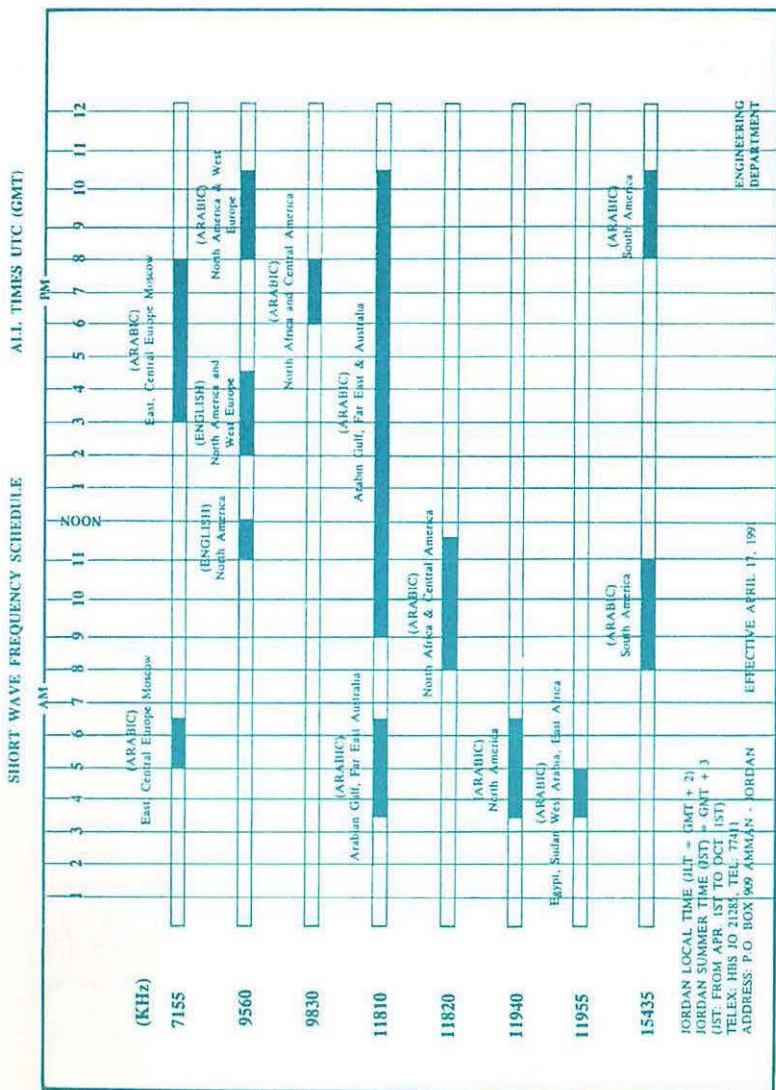 SHORT WAVE FREQUENCY SCHEDULE ALL TIMES UTC (GMT)
AM NOON PM
1 2 3 4 5 6 7 8 9 10 11 1 2 3 4 5 6 7 8 9 10 11 12
(KHz)
7155
(ARABIC)
East, Central Europe Moscow
(ARABIC)
East, Central Europe Moscow
9560
(ENGLISH)
North America
(ENGLISH)
North America and
West Europe
(ARABIC)
North America & West
Europe
9830
(ARABIC)
North Africa and Central America
11810
(ARABIC)
Arabian Gulf, Far East Australia
(ARABIC)
Arabin Gulf, Far East & Australia
11820
(ARABIC)
North Africa & Central America
11940
(ARABIC)
North America
11955
(ARABIC)
Egypt, Sudan West Arabia, East Africa
15435
(ARABIC)
South America
(ARABIC)
South America
JORDAN LOCAL TIME (JLT = GMT + 2)
JORDAN SUMMER TIME (JST) = GMT + 3
(JST: FROM APR. 1ST TO OCT. 1ST)
TELEX: HBS JO 21285, TEL: 77411
ADDRESS: P.O. BOX 909 AMMAN - JORDAN
EFFECTIVE APRIL. 17. 1991
ENGINEERING
DEPARTMENT